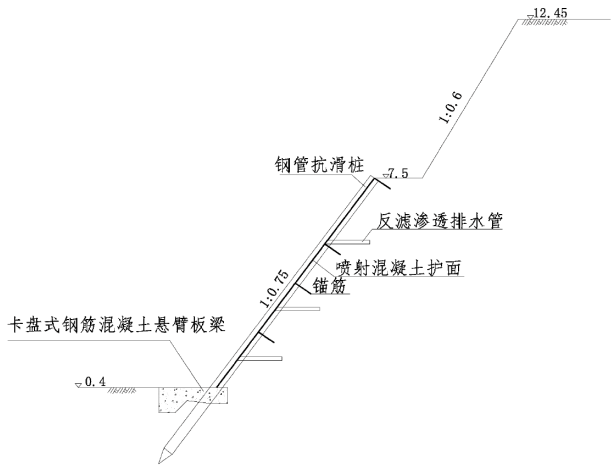 12.45
1:0.6
钢管抗滑桩
7.5
反滤渗透排水管
喷射混凝土护面
锚筋
1:0.75
卡盘式钢筋混凝土悬臂板梁
0.4